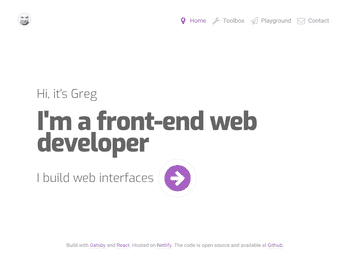 Home Toolbox Playground Contact
Hi, it's Greg
I'm a front-end web
developer
I build web interfaces
Build with Gatsby and React. Hosted on Netlify. The code is open source and available at Github.